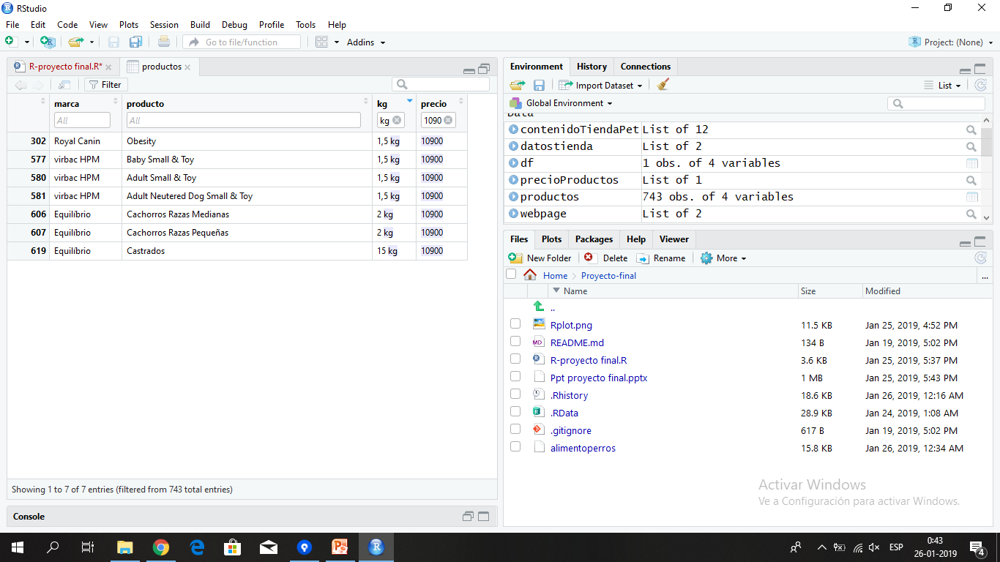 RStudio
File Edit Code View Plots Session Build Debug Profile Tools Help
Go to file/function Addins Project: (None)
R-proyecto final.R* productos
Filter
marca producto kg precio
All All kg 1090
302 Royal Canin Obesity 1,5 kg 10900
577 virbac HPM Baby Small & Toy 1,5 kg 10900
580 virbac HPM Adult Small & Toy 1,5 kg 10900
581 virbac HPM Adult Neutered Dog Small & Toy 1,5 kg 10900
606 Equilíbrio Cachorros Razas Medianas 2 kg 10900
607 Equilíbrio Cachorros Razas Pequeñas 2 kg 10900
619 Equilíbrio Castrados 15 kg 10900
Showing 1 to 7 of 7 entries (filtered from 743 total entries)
Console
Environment History Connections
Import Dataset List
Global Environment
Data
contenidoTiendaPet List of 12
datostienda List of 2
df 1 obs. of 4 variables
precioProductos List of 1
productos 743 obs. of 4 variables
webpage List of 2
Files Plots Packages Help Viewer
New Folder Delete Rename More
Home Proyecto-final ...
Name Size Modified
..
Rplot.png 11.5 KB Jan 25, 2019, 4:52 PM
MD README.md 134 B Jan 19, 2019, 5:02 PM
R-proyecto final.R 3.6 KB Jan 25, 2019, 5:37 PM
Ppt proyecto final.pptx 1 MB Jan 25, 2019, 5:43 PM
.Rhistory 18.6 KB Jan 26, 2019, 12:16 AM
.RData 28.9 KB Jan 24, 2019, 1:08 AM
.gitignore 617 B Jan 19, 2019, 5:02 PM
alimentoperros 15.8 KB Jan 26, 2019, 12:34 AM
Activar Windows
Ve a Configuración para activar Windows.
ESP 0:43
26-01-2019
4